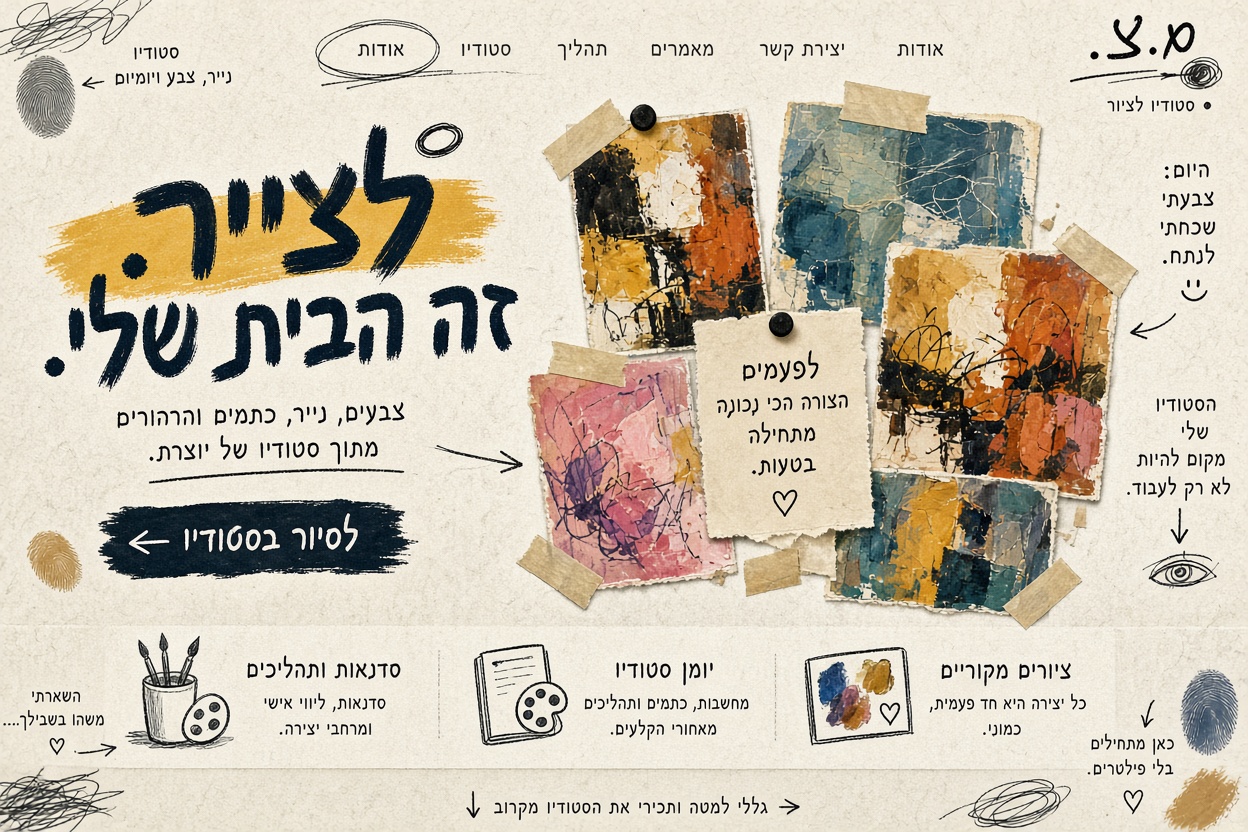 מ.צ.
• סטודיו לציור
אודות
יצירת קשר
מאמרים
תהליך
סטודיו
אודות
סטודיו
נייר, צבע ויומיום
לצייר.
זה הבית שלי.
צבעים, נייר, כתמים והרהורים
מתוך סטודיו של יוצרת.
לסיור בסטודיו
לפעמים
הצורה הכי נכונה
מתחילה
בטעות.
היום:
צבעתי
שכחתי
לנתח.
הסטודיו
שלי
מקום להיות
לא רק לעבוד.
ציורים מקוריים
כל יצירה היא חד פעמית,
כמוני.
יומן סטודיו
מחשבות, כתמים ותהליכים
מאחורי הקלעים.
סדנאות ותהליכים
סדנאות, ליווי אישי
ומרחבי יצירה.
השארתי
משהו בשבילך....
כאן מתחילים
בלי פילטרים.
גללי למטה ותכירי את הסטודיו מקרוב